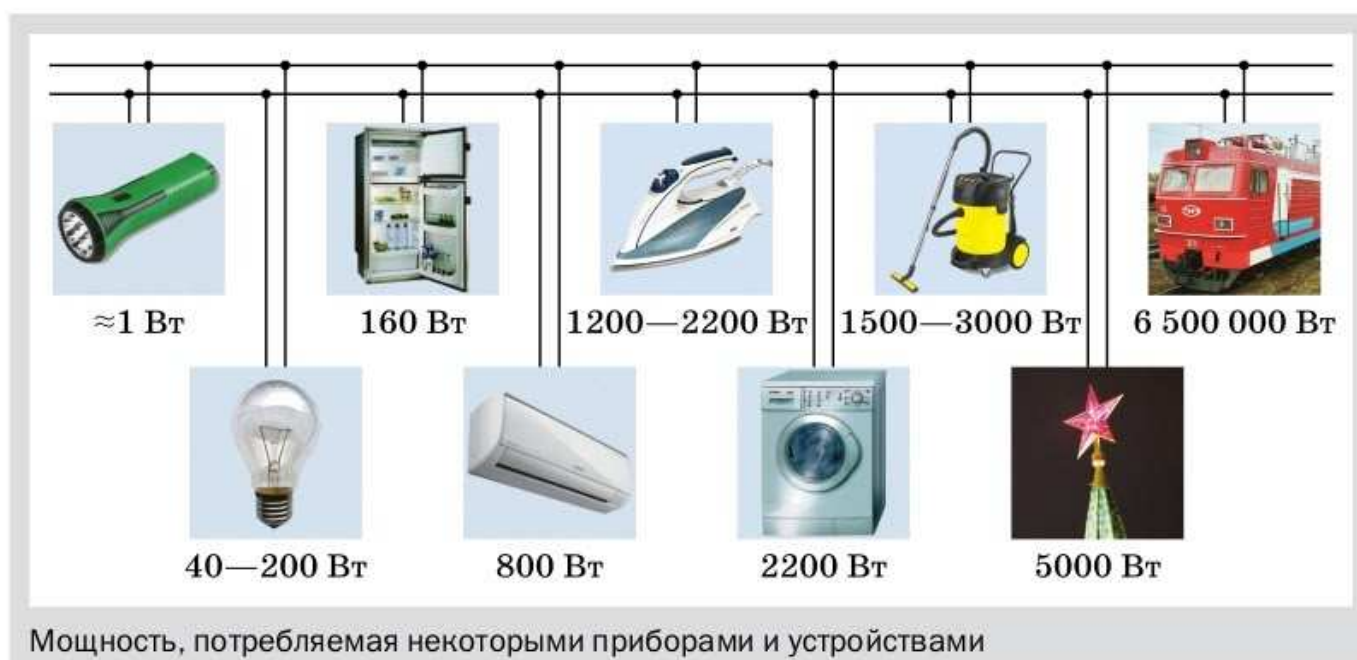 ≈1 Вт
160 Вт
1200—2200 Вт
1500—3000 Вт
6 500 000 Вт
40—200 Вт
800 Вт
2200 Вт
5000 Вт
Мощность, потребляемая некоторыми приборами и устройствами